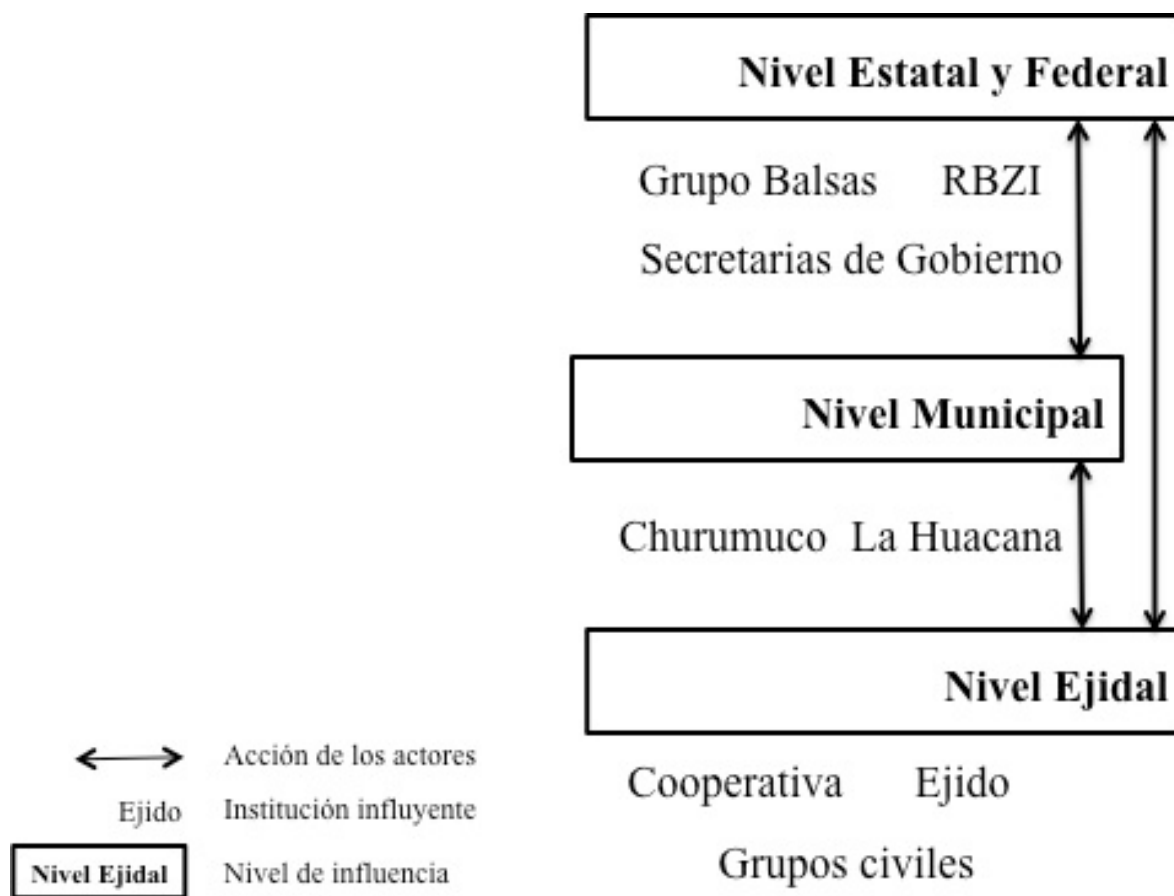 Nivel Estatal y Federal
Grupo Balsas RBZI
Secretarias de Gobierno
Nivel Municipal
Churumuco La Huacana
Nivel Ejidal
Cooperativa Ejido
Grupos civiles
Acción de los actores
Ejido Institución influyente
Nivel Ejidal Nivel de influencia